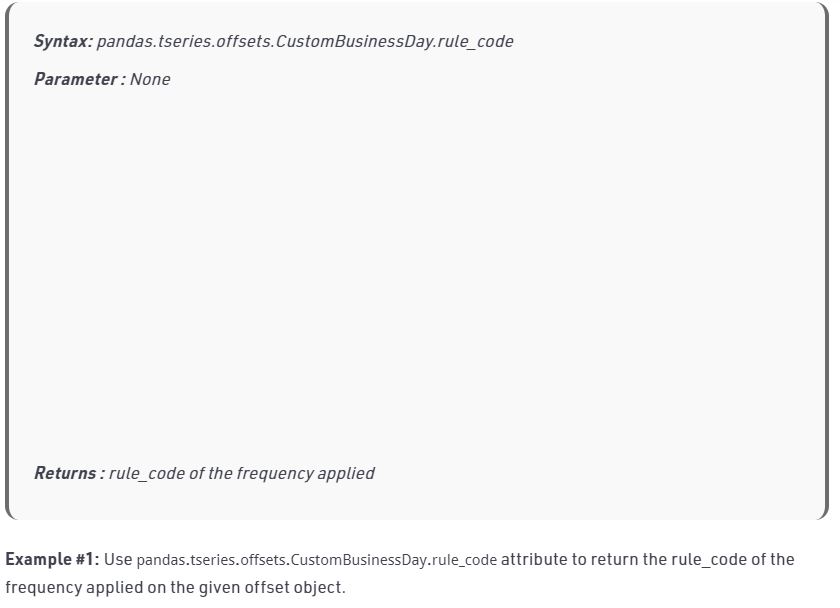 Syntax: pandas.tseries.offsets.CustomBusinessDay.rule_code
Parameter : None
Returns : rule_code of the frequency applied
Example #1: Use pandas.tseries.offsets.CustomBusinessDay.rule_code attribute to return the rule_code of the
frequency applied on the given offset object.